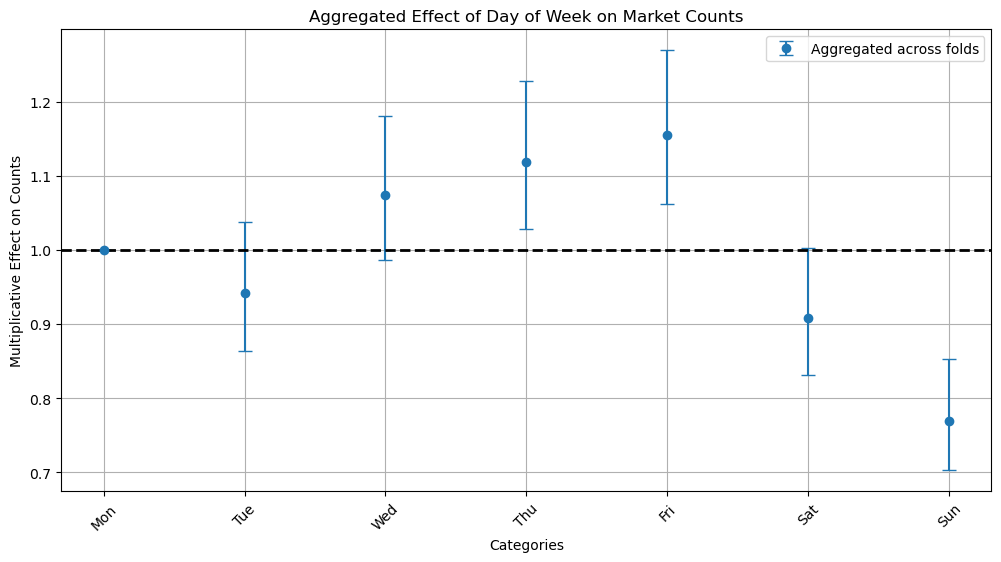 Aggregated Effect of Day of Week on Market Counts
Aggregated across folds
Multiplicative Effect on Counts
1.2
1.1
1.0
0.9
0.8
0.7
Mon
Tue
Wed
Thu
Fri
Sat
Sun
Categories